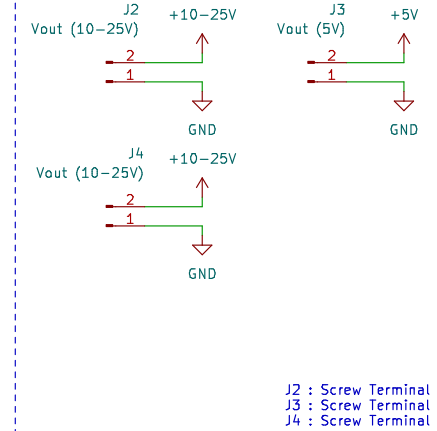 J2
+10-25V
Vout (10-25V)
2
1
GND
J3
+5V
Vout (5V)
2
1
GND
J4
+10-25V
Vout (10-25V)
2
1
GND
J2 : Screw Terminal
J3 : Screw Terminal
J4 : Screw Terminal